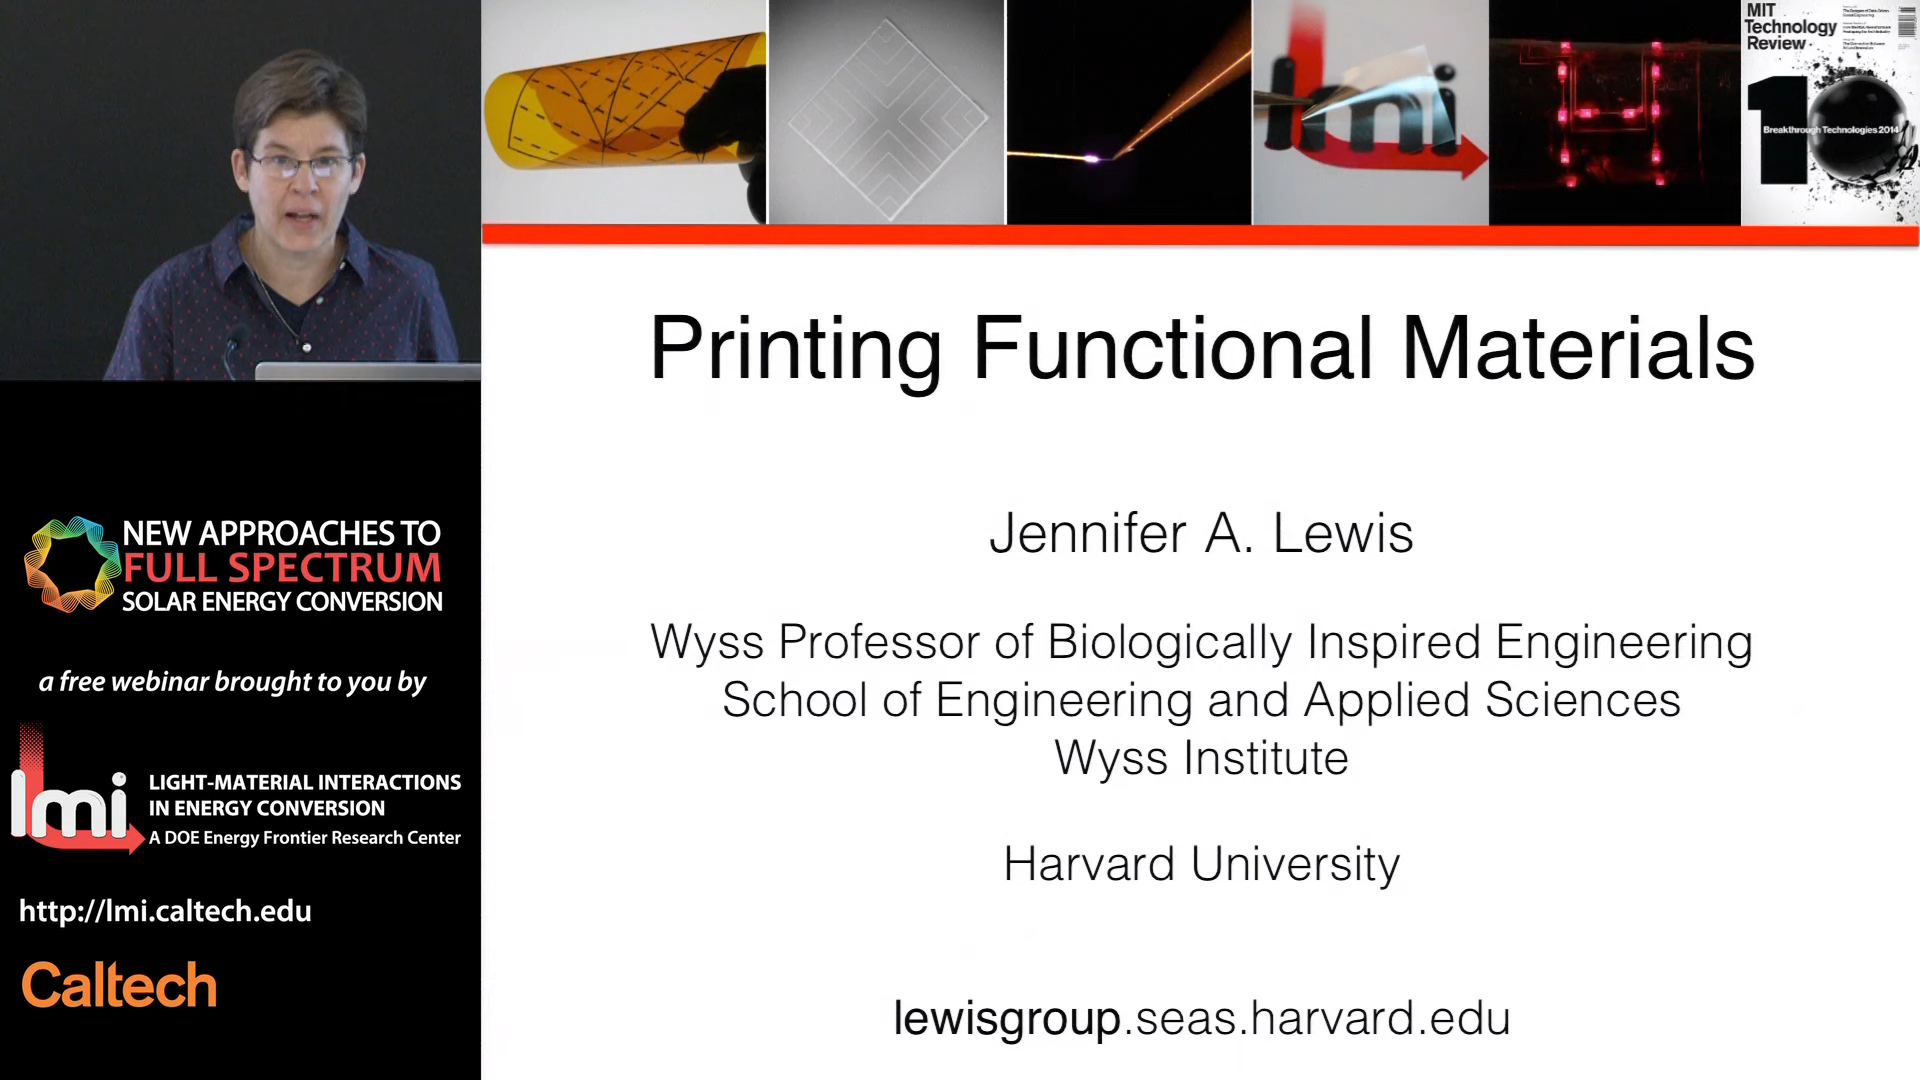 MIT
Technology
Review
10
Breakthrough Technologies 2014
lmi
Printing Functional Materials
Jennifer A. Lewis
Wyss Professor of Biologically Inspired Engineering
School of Engineering and Applied Sciences
Wyss Institute
Harvard University
lewisgroup.seas.harvard.edu
NEW APPROACHES TO
FULL SPECTRUM
SOLAR ENERGY CONVERSION
a free webinar brought to you by
lmi
LIGHT-MATERIAL INTERACTIONS
IN ENERGY CONVERSION
A DOE Energy Frontier Research Center
http://lmi.caltech.edu
Caltech